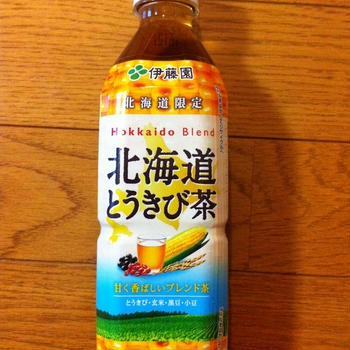 伊藤園
北海道限定
Hokkaido Blend
北海道
とうきび茶
甘く香ばしいブレンド茶
とうきび・玄米・黒豆・小豆